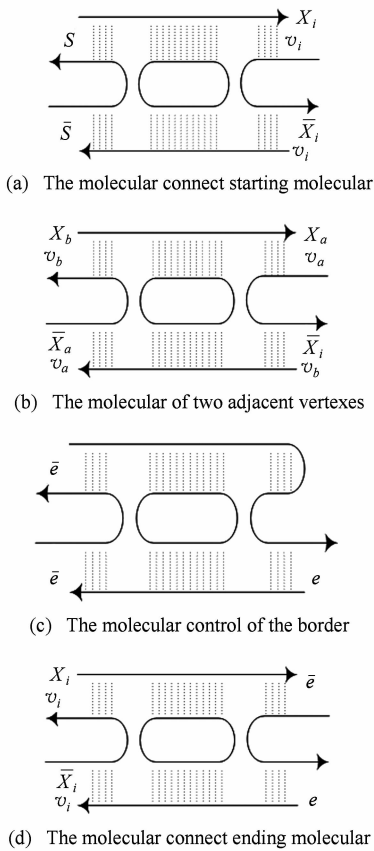 X_i
S v_i
S̄ X̄_i
v_i
(a) The molecular connect starting molecular
X_b X_a
v_b v_a
X̄_a X̄_i
v_a v_b
(b) The molecular of two adjacent vertexes
ē
ē e
(c) The molecular control of the border
X_i ē
v_i
X̄_i
v_i e
(d) The molecular connect ending molecular